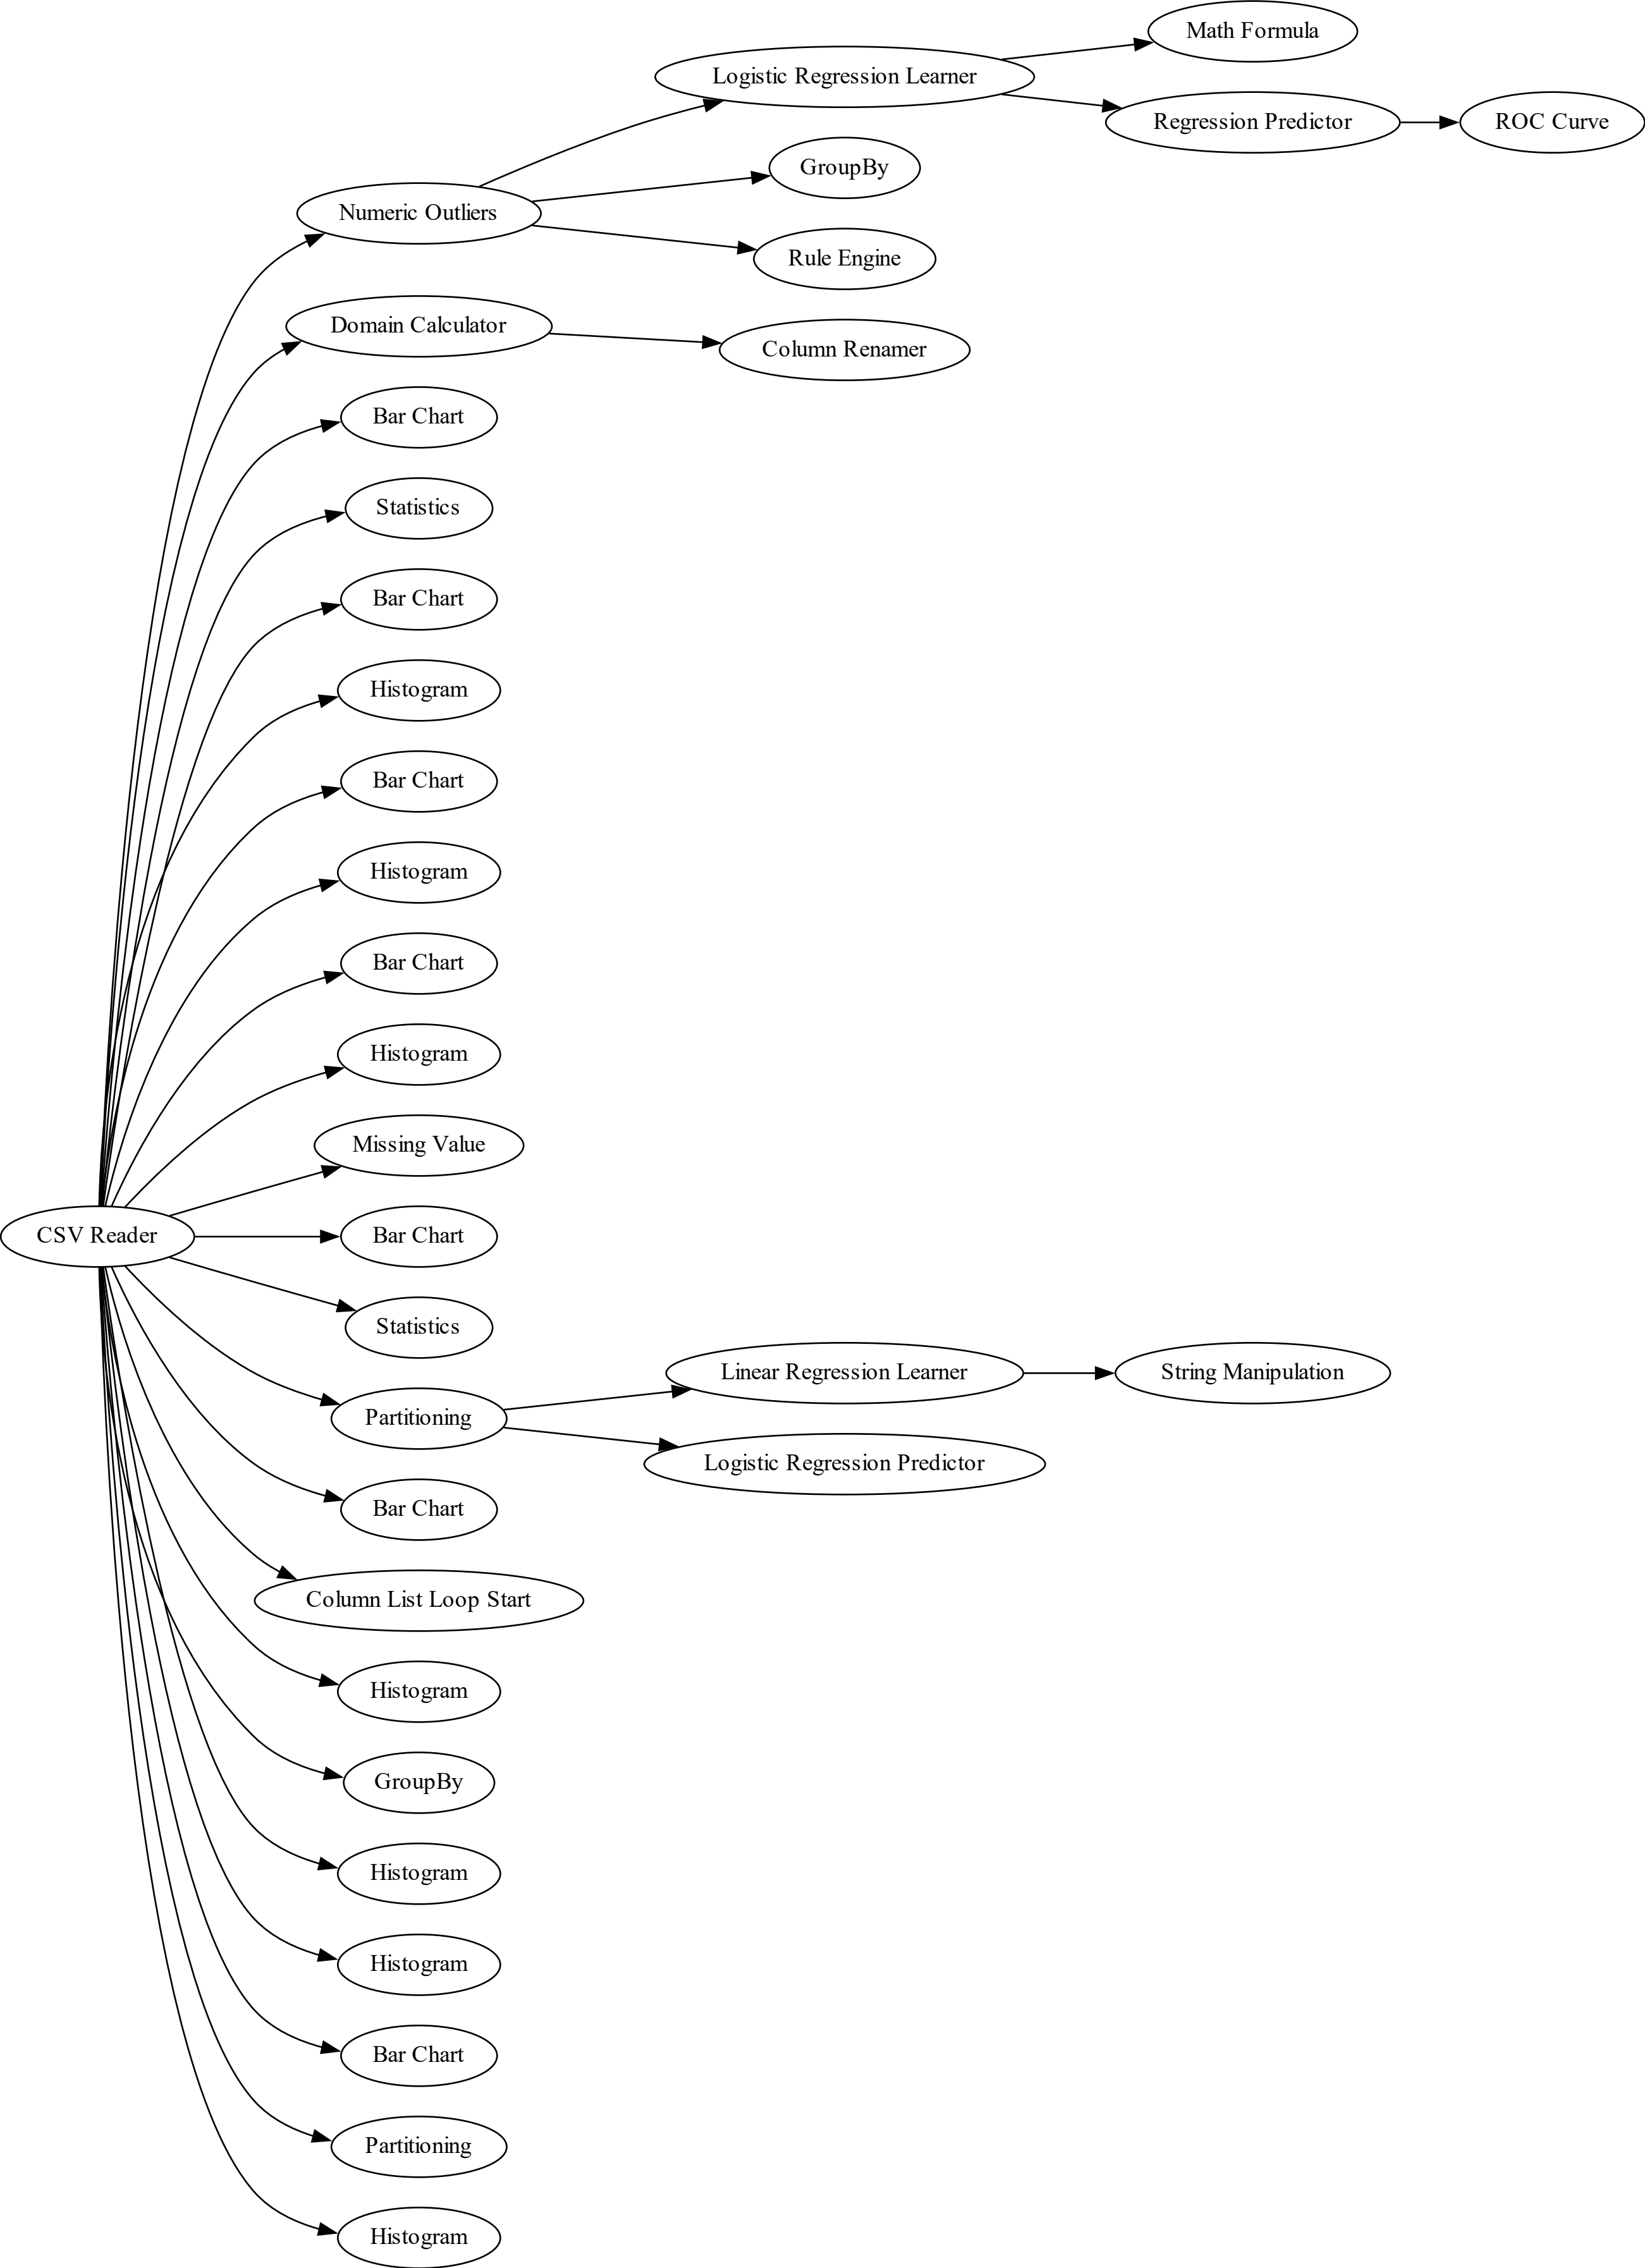 Math Formula
Logistic Regression Learner
Regression Predictor
ROC Curve
GroupBy
Numeric Outliers
Rule Engine
Domain Calculator
Column Renamer
Bar Chart
Statistics
Bar Chart
Histogram
Bar Chart
Histogram
Bar Chart
Histogram
Missing Value
CSV Reader
Bar Chart
Statistics
Linear Regression Learner
String Manipulation
Partitioning
Logistic Regression Predictor
Bar Chart
Column List Loop Start
Histogram
GroupBy
Histogram
Histogram
Bar Chart
Partitioning
Histogram